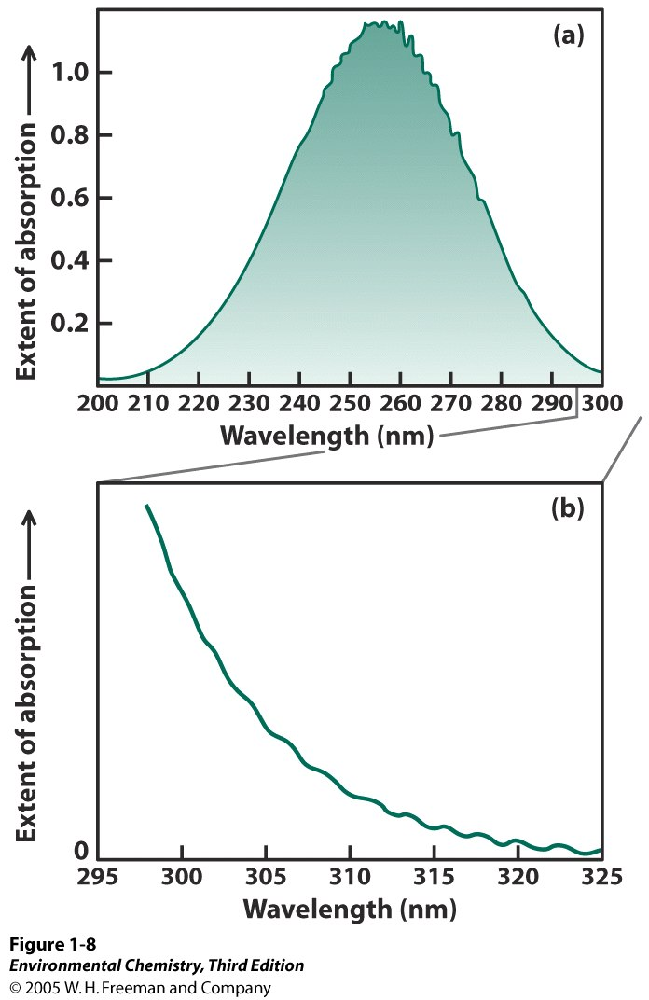 (a)
Extent of absorption
1.0
0.8
0.6
0.4
0.2
200 210 220 230 240 250 260 270 280 290 300
Wavelength (nm)
(b)
Extent of absorption
0
295 300 305 310 315 320 325
Wavelength (nm)
Figure 1-8
Environmental Chemistry, Third Edition
© 2005 W. H. Freeman and Company